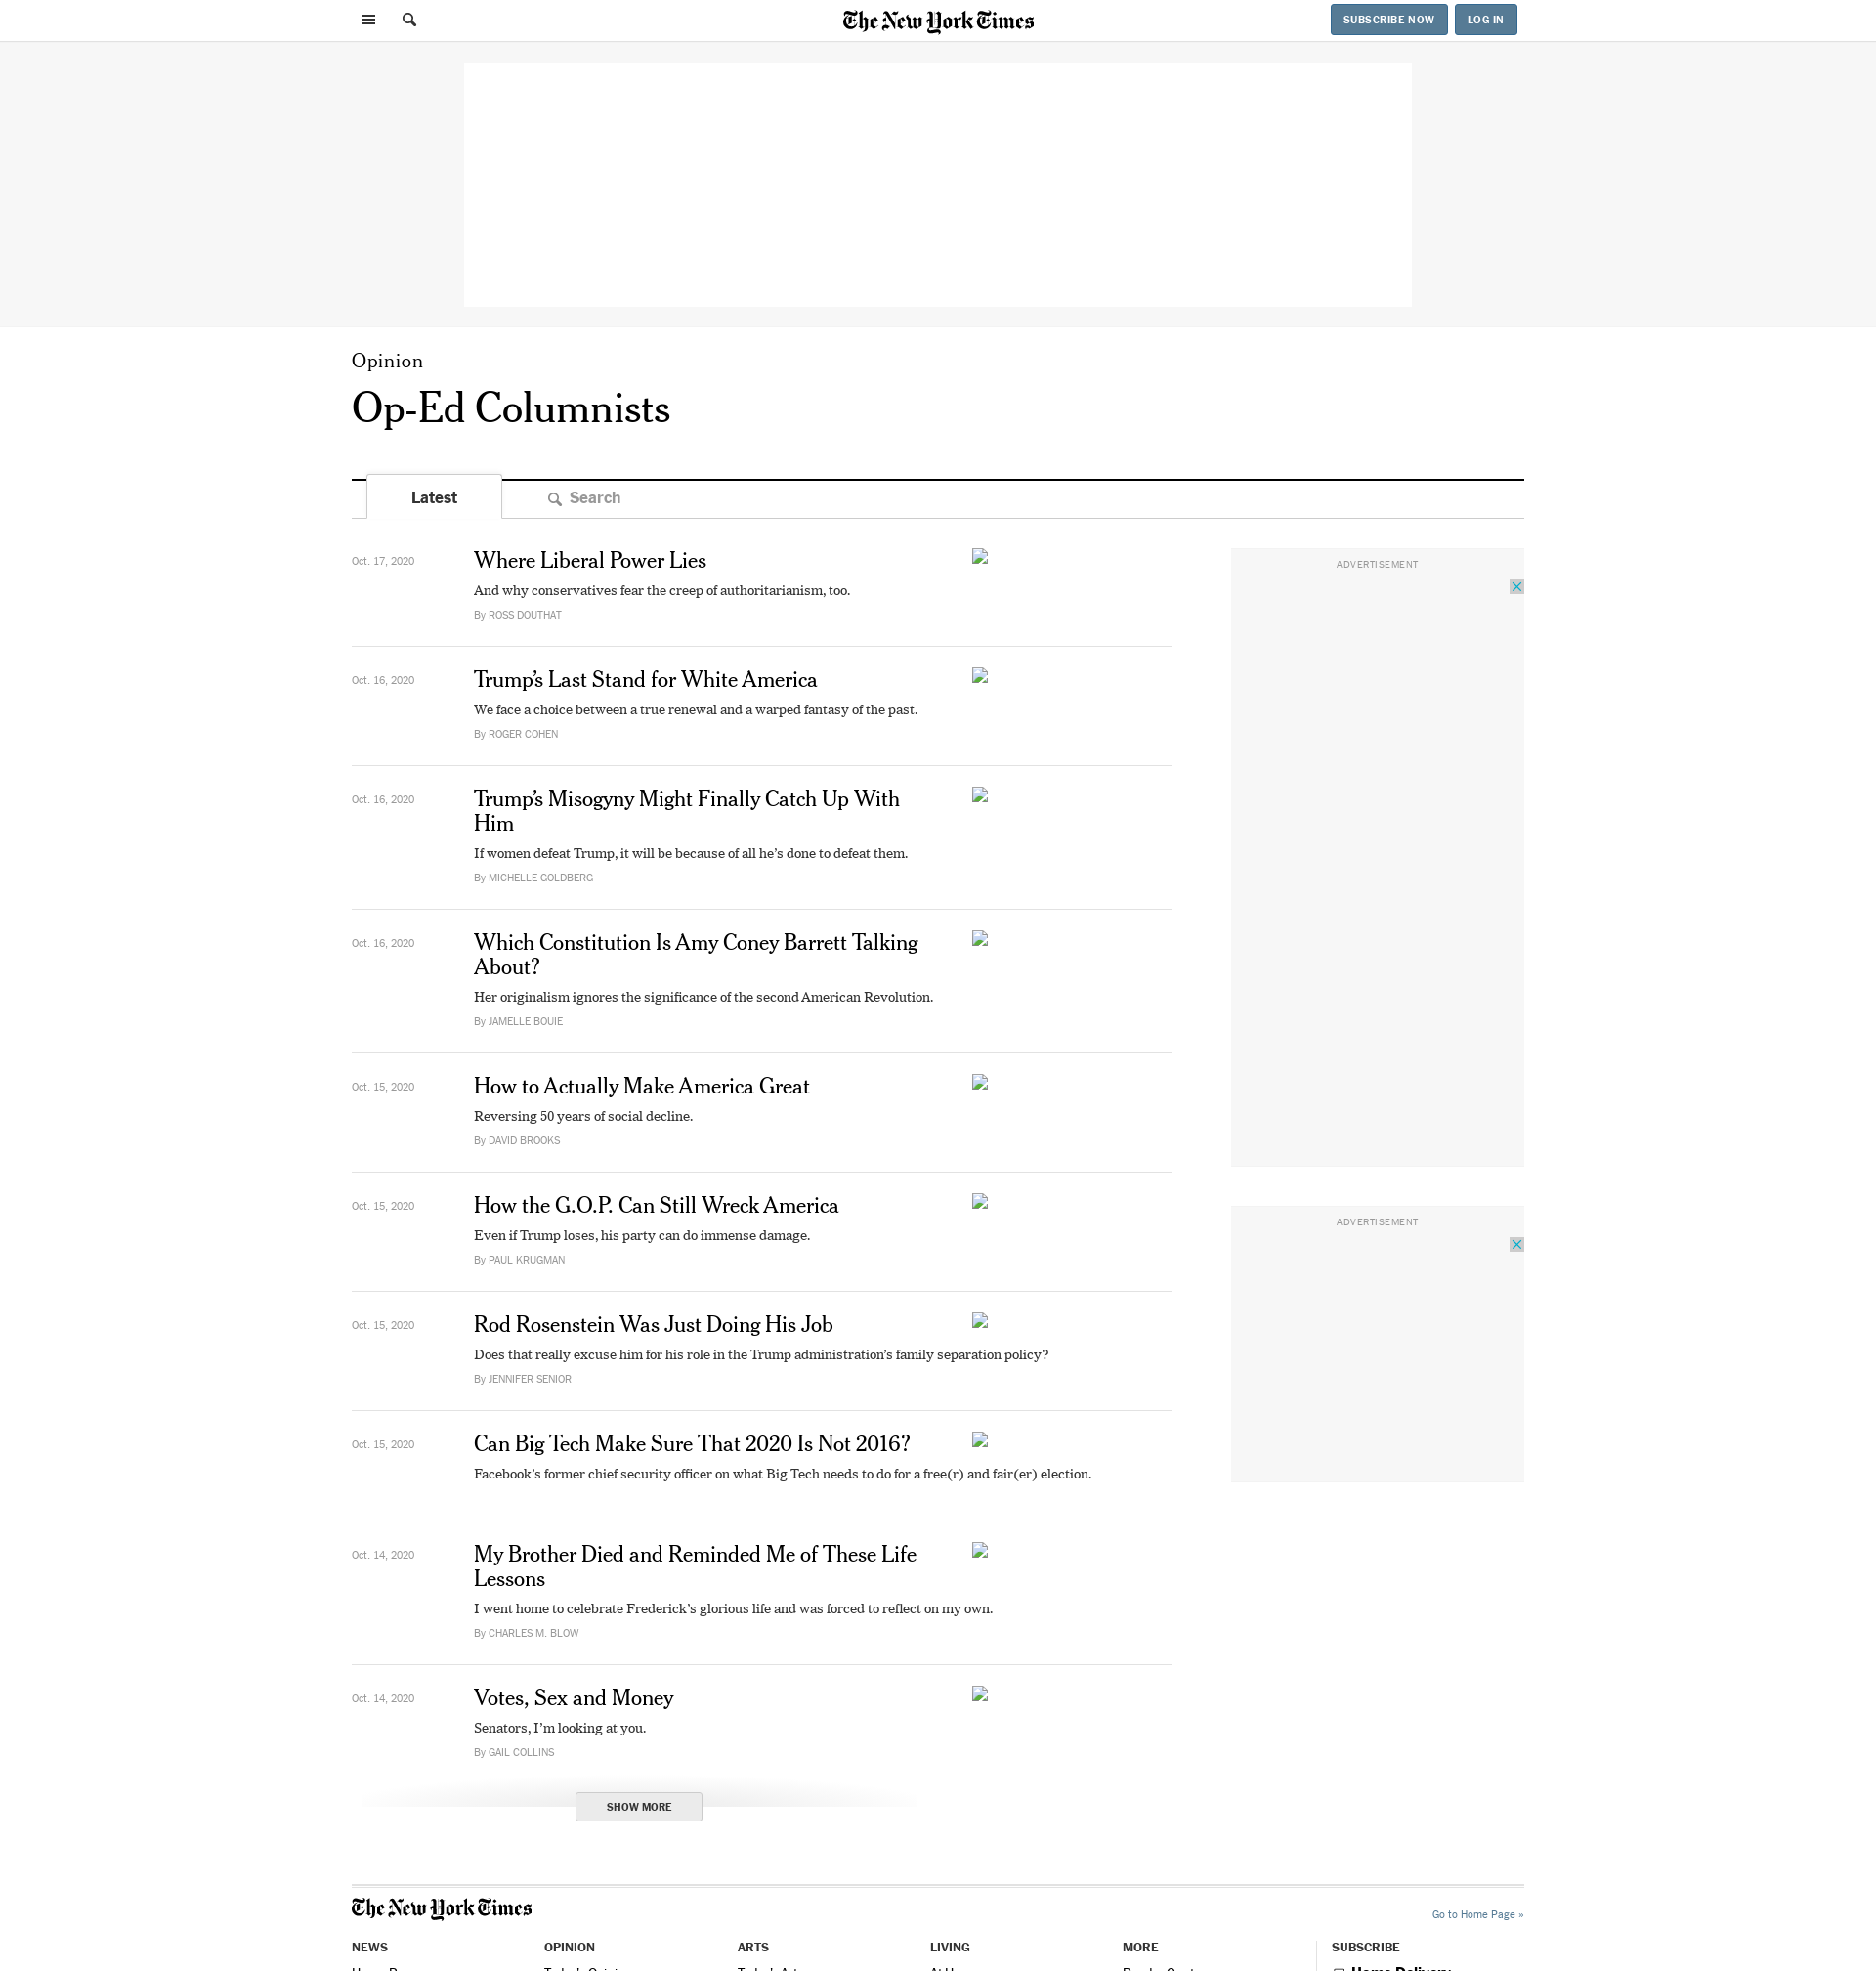 The New York Times
SUBSCRIBE NOW
LOG IN
Opinion
Op-Ed Columnists
Latest
Search
Oct. 17, 2020
Where Liberal Power Lies
And why conservatives fear the creep of authoritarianism, too.
By ROSS DOUTHAT
ADVERTISEMENT
Oct. 16, 2020
Trump’s Last Stand for White America
We face a choice between a true renewal and a warped fantasy of the past.
By ROGER COHEN
Oct. 16, 2020
Trump’s Misogyny Might Finally Catch Up With
Him
If women defeat Trump, it will be because of all he’s done to defeat them.
By MICHELLE GOLDBERG
Oct. 16, 2020
Which Constitution Is Amy Coney Barrett Talking
About?
Her originalism ignores the significance of the second American Revolution.
By JAMELLE BOUIE
Oct. 15, 2020
How to Actually Make America Great
Reversing 50 years of social decline.
By DAVID BROOKS
Oct. 15, 2020
How the G.O.P. Can Still Wreck America
Even if Trump loses, his party can do immense damage.
By PAUL KRUGMAN
ADVERTISEMENT
Oct. 15, 2020
Rod Rosenstein Was Just Doing His Job
Does that really excuse him for his role in the Trump administration’s family separation policy?
By JENNIFER SENIOR
Oct. 15, 2020
Can Big Tech Make Sure That 2020 Is Not 2016?
Facebook’s former chief security officer on what Big Tech needs to do for a free(r) and fair(er) election.
Oct. 14, 2020
My Brother Died and Reminded Me of These Life
Lessons
I went home to celebrate Frederick’s glorious life and was forced to reflect on my own.
By CHARLES M. BLOW
Oct. 14, 2020
Votes, Sex and Money
Senators, I’m looking at you.
By GAIL COLLINS
SHOW MORE
The New York Times
Go to Home Page »
NEWS
OPINION
ARTS
LIVING
MORE
SUBSCRIBE
Home Delivery